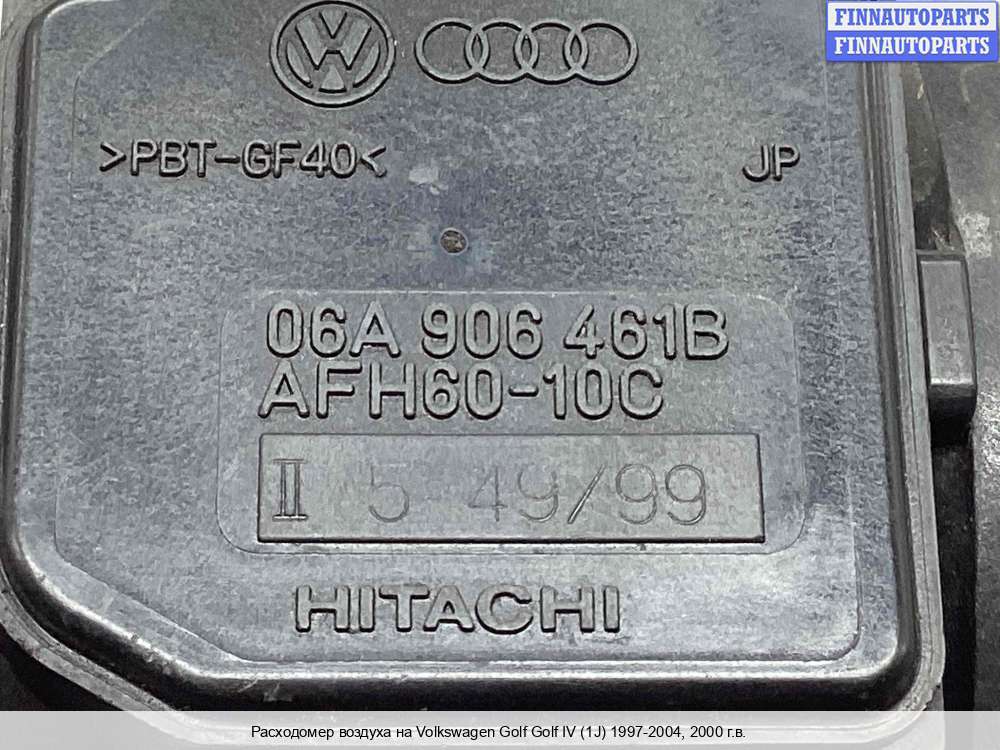 FINNAUTOPARTS
FINNAUTOPARTS
VW
>PBT-GF40<
JP
06A 906 461B
AFH60-10C
II 5 49/99
HITACHI
Расходомер воздуха на Volkswagen Golf Golf IV (1J) 1997-2004, 2000 г.в.